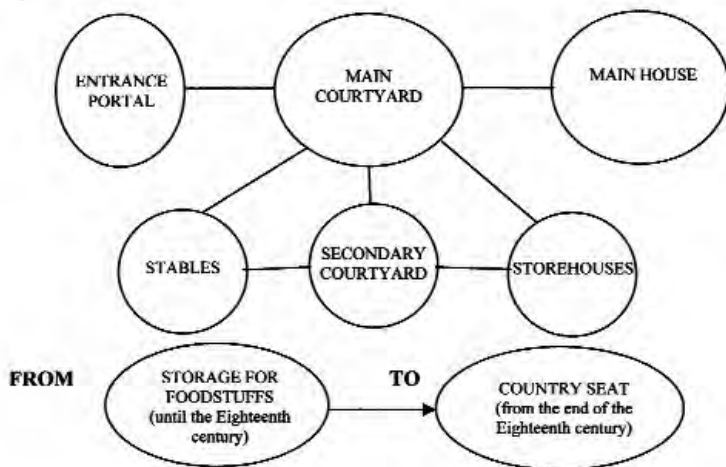 ENTRANCE
PORTAL
MAIN
COURTYARD
MAIN HOUSE
STABLES
SECONDARY
COURTYARD
STOREHOUSES
FROM
STORAGE FOR
FOODSTUFFS
(until the Eighteenth
century)
TO
COUNTRY SEAT
(from the end of the
Eighteenth century)